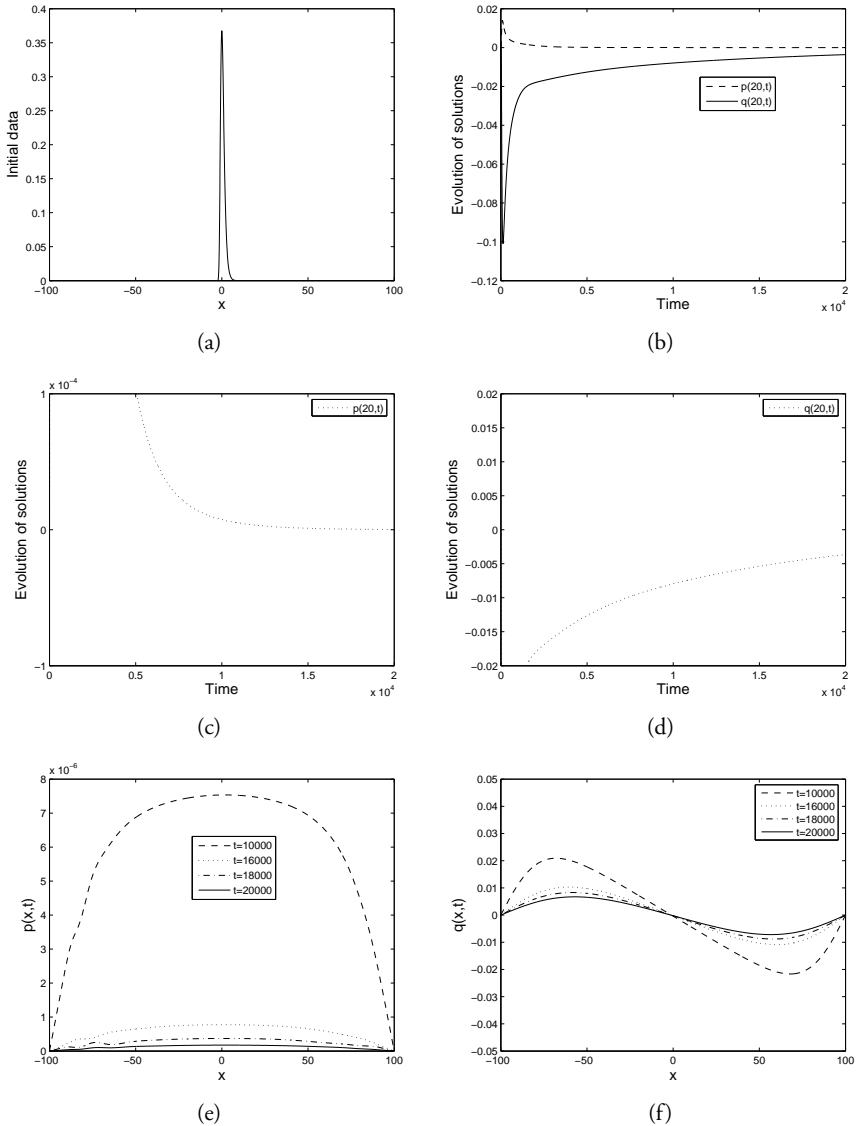 0.4
0.35
0.3
0.25
0.2
0.15
0.1
0.05
0
Initial data
−100
−50
0
50
100
x
(a)
0.02
0
−0.02
−0.04
−0.06
−0.08
−0.1
−0.12
Evolution of solutions
p(20,t)
q(20,t)
0
0.5
1
1.5
2
Time
x 10^4
(b)
x 10^−4
1
0
−1
Evolution of solutions
p(20,t)
0
0.5
1
1.5
2
Time
x 10^4
(c)
0.02
0.015
0.01
0.005
0
−0.005
−0.01
−0.015
−0.02
Evolution of solutions
q(20,t)
0
0.5
1
1.5
2
Time
x 10^4
(d)
x 10^−6
8
7
6
5
4
3
2
1
0
p(x,t)
t=10000
t=16000
t=18000
t=20000
−100
−50
0
50
100
x
(e)
0.05
0.04
0.03
0.02
0.01
0
−0.01
−0.02
−0.03
−0.04
−0.05
q(x,t)
t=10000
t=16000
t=18000
t=20000
−100
−50
0
50
100
x
(f)